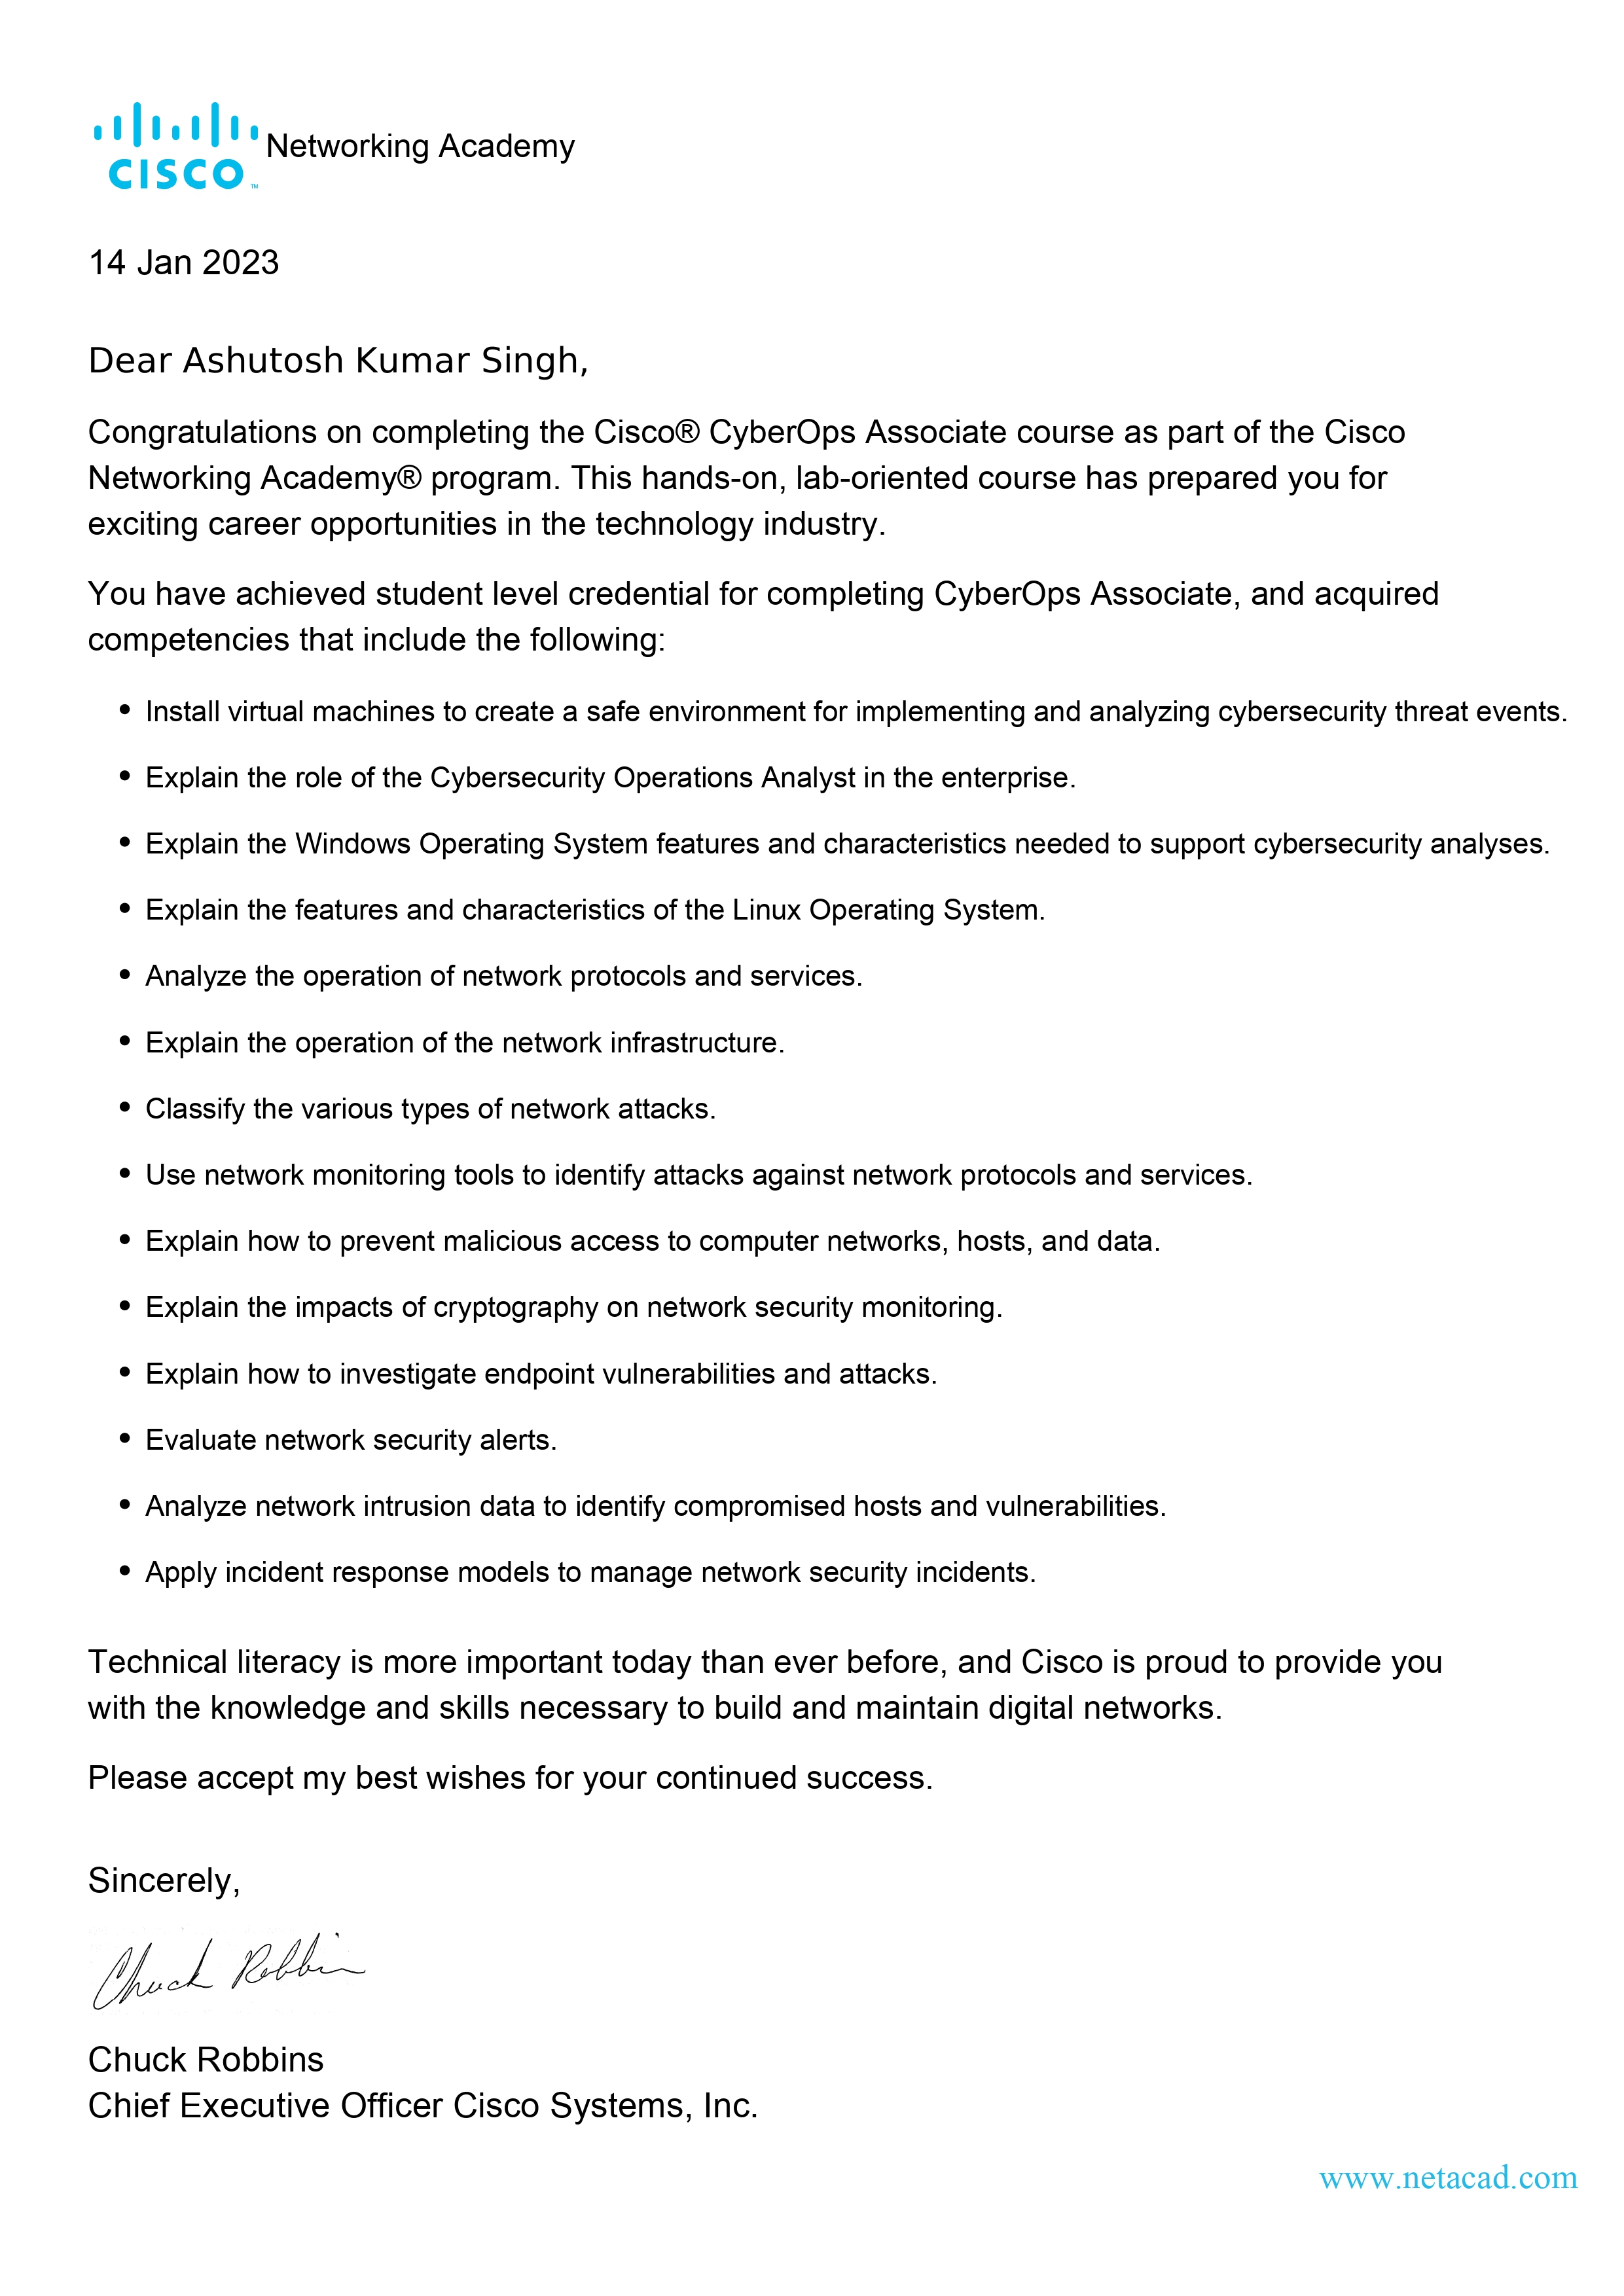 CISCO™ Networking Academy
14 Jan 2023
Dear Ashutosh Kumar Singh,
Congratulations on completing the Cisco® CyberOps Associate course as part of the Cisco
Networking Academy® program. This hands-on, lab-oriented course has prepared you for
exciting career opportunities in the technology industry.
You have achieved student level credential for completing CyberOps Associate, and acquired
competencies that include the following:
• Install virtual machines to create a safe environment for implementing and analyzing cybersecurity threat events.
• Explain the role of the Cybersecurity Operations Analyst in the enterprise.
• Explain the Windows Operating System features and characteristics needed to support cybersecurity analyses.
• Explain the features and characteristics of the Linux Operating System.
• Analyze the operation of network protocols and services.
• Explain the operation of the network infrastructure.
• Classify the various types of network attacks.
• Use network monitoring tools to identify attacks against network protocols and services.
• Explain how to prevent malicious access to computer networks, hosts, and data.
• Explain the impacts of cryptography on network security monitoring.
• Explain how to investigate endpoint vulnerabilities and attacks.
• Evaluate network security alerts.
• Analyze network intrusion data to identify compromised hosts and vulnerabilities.
• Apply incident response models to manage network security incidents.
Technical literacy is more important today than ever before, and Cisco is proud to provide you
with the knowledge and skills necessary to build and maintain digital networks.
Please accept my best wishes for your continued success.
Sincerely,
Chuck Robbins
Chuck Robbins
Chief Executive Officer Cisco Systems, Inc.
www.netacad.com